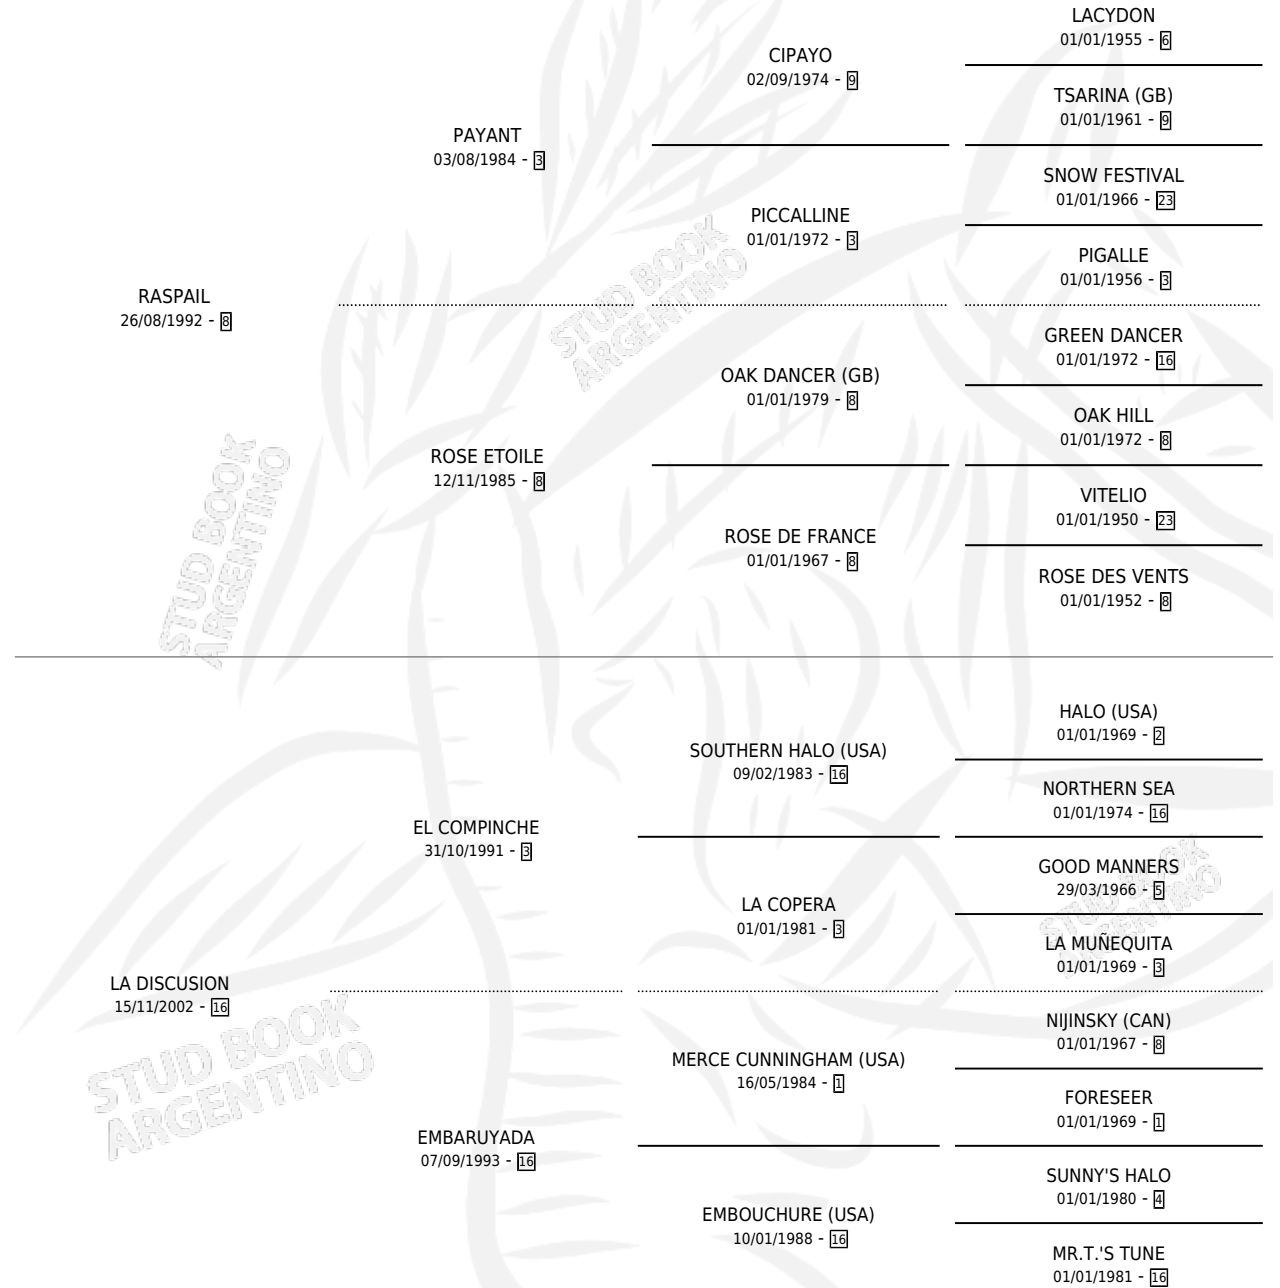 LACYDON
01/01/1955 - 6
CIPAYO
02/09/1974 - 9
TSARINA (GB)
01/01/1961 - 9
PAYANT
03/08/1984 - 3
SNOW FESTIVAL
01/01/1966 - 23
PICCALLINE
01/01/1972 - 3
PIGALLE
01/01/1956 - 3
RASPAIL
26/08/1992 - 8
STUD BOOK
ARGENTINO
GREEN DANCER
01/01/1972 - 16
OAK DANCER (GB)
01/01/1979 - 8
OAK HILL
01/01/1972 - 8
ROSE ETOILE
12/11/1985 - 8
VITELIO
01/01/1950 - 23
ROSE DE FRANCE
01/01/1967 - 8
ROSE DES VENTS
01/01/1952 - 8
STUD BOOK
ARGENTINO
HALO (USA)
01/01/1969 - 2
SOUTHERN HALO (USA)
09/02/1983 - 16
NORTHERN SEA
01/01/1974 - 16
EL COMPINCHE
31/10/1991 - 3
GOOD MANNERS
29/03/1966 - 5
LA COPERA
01/01/1981 - 3
STUD BOOK
ARGENTINO
LA MUÑEQUITA
01/01/1969 - 3
LA DISCUSION
15/11/2002 - 16
NIJINSKY (CAN)
01/01/1967 - 8
MERCE CUNNINGHAM (USA)
16/05/1984 - 1
STUD BOOK
ARGENTINO
FORESEER
01/01/1969 - 1
EMBARUYADA
07/09/1993 - 16
SUNNY'S HALO
01/01/1980 - 4
EMBOUCHURE (USA)
10/01/1988 - 16
MR.T.'S TUNE
01/01/1981 - 16